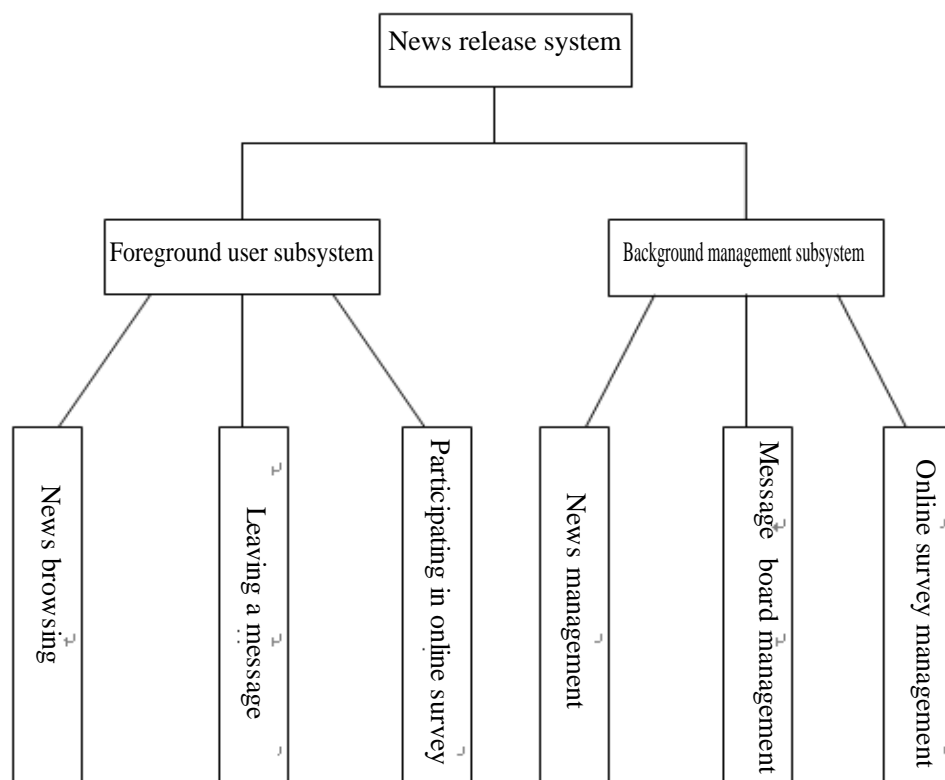 News release system
Foreground user subsystem
Background management subsystem
News browsing
Leaving a message
Participating in online survey
News management
Message board management
Online survey management